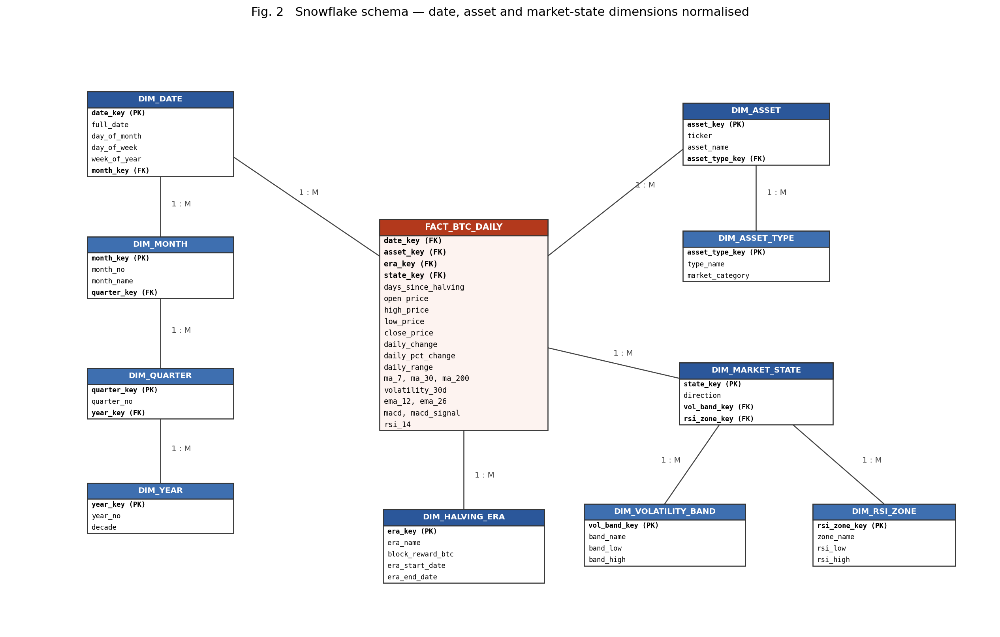 Fig. 2   Snowflake schema — date, asset and market-state dimensions normalised
DIM_DATE
date_key (PK)
full_date
day_of_month
day_of_week
week_of_year
month_key (FK)
1 : M
DIM_MONTH
month_key (PK)
month_no
month_name
quarter_key (FK)
1 : M
DIM_QUARTER
quarter_key (PK)
quarter_no
year_key (FK)
1 : M
DIM_YEAR
year_key (PK)
year_no
decade
1 : M
FACT_BTC_DAILY
date_key (FK)
asset_key (FK)
era_key (FK)
state_key (FK)
days_since_halving
open_price
high_price
low_price
close_price
daily_change
daily_pct_change
daily_range
ma_7, ma_30, ma_200
volatility_30d
ema_12, ema_26
macd, macd_signal
rsi_14
1 : M
DIM_HALVING_ERA
era_key (PK)
era_name
block_reward_btc
era_start_date
era_end_date
1 : M
DIM_ASSET
asset_key (PK)
ticker
asset_name
asset_type_key (FK)
1 : M
DIM_ASSET_TYPE
asset_type_key (PK)
type_name
market_category
1 : M
DIM_MARKET_STATE
state_key (PK)
direction
vol_band_key (FK)
rsi_zone_key (FK)
1 : M
1 : M
DIM_VOLATILITY_BAND
vol_band_key (PK)
band_name
band_low
band_high
DIM_RSI_ZONE
rsi_zone_key (PK)
zone_name
rsi_low
rsi_high